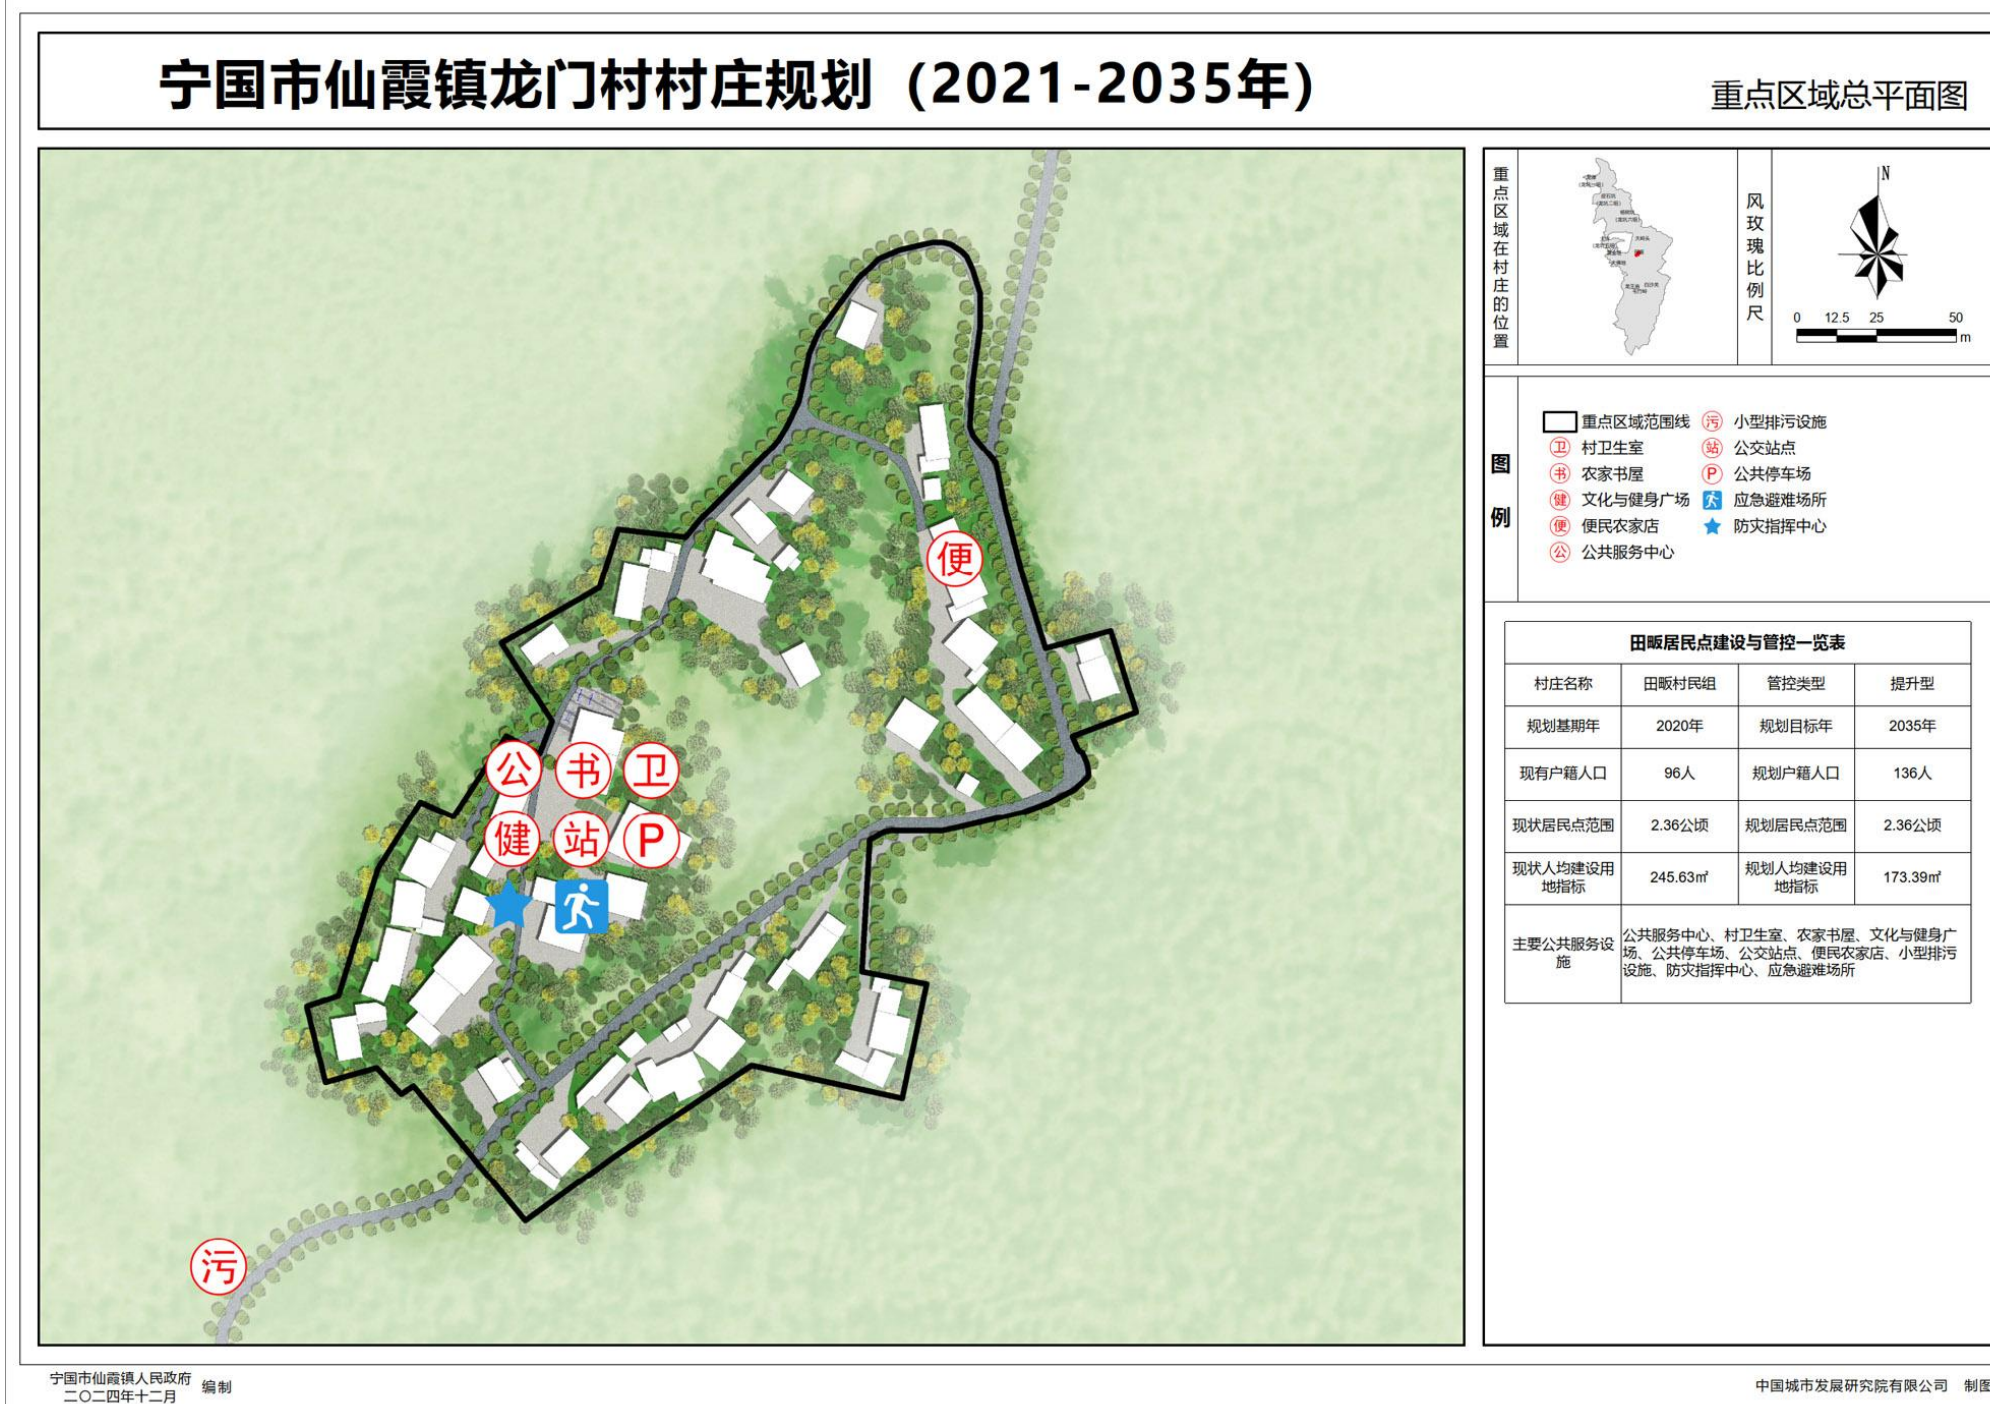 宁国市仙霞镇龙门村村庄规划（2021-2035年）
重点区域总平面图
重点区域在村庄的位置
风玫瑰比例尺
N
0 12.5 25 50
m
图例
重点区域范围线
污 小型排污设施
卫 村卫生室
站 公交站点
书 农家书屋
P 公共停车场
健 文化与健身广场
应急避难场所
便 便民农家店
防灾指挥中心
公 公共服务中心
便
公 书 卫
健 站 P
污
田畈居民点建设与管控一览表
村庄名称 田畈村民组 管控类型 提升型
规划基期年 2020年 规划目标年 2035年
现有户籍人口 96人 规划户籍人口 136人
现状居民点范围 2.36公顷 规划居民点范围 2.36公顷
现状人均建设用地指标 245.63㎡ 规划人均建设用地指标 173.39㎡
主要公共服务设施
公共服务中心、村卫生室、农家书屋、文化与健身广
场、公共停车场、公交站点、便民农家店、小型排污
设施、防灾指挥中心、应急避难场所
宁国市仙霞镇人民政府
二〇二四年十二月
编制
中国城市发展研究院有限公司 制图